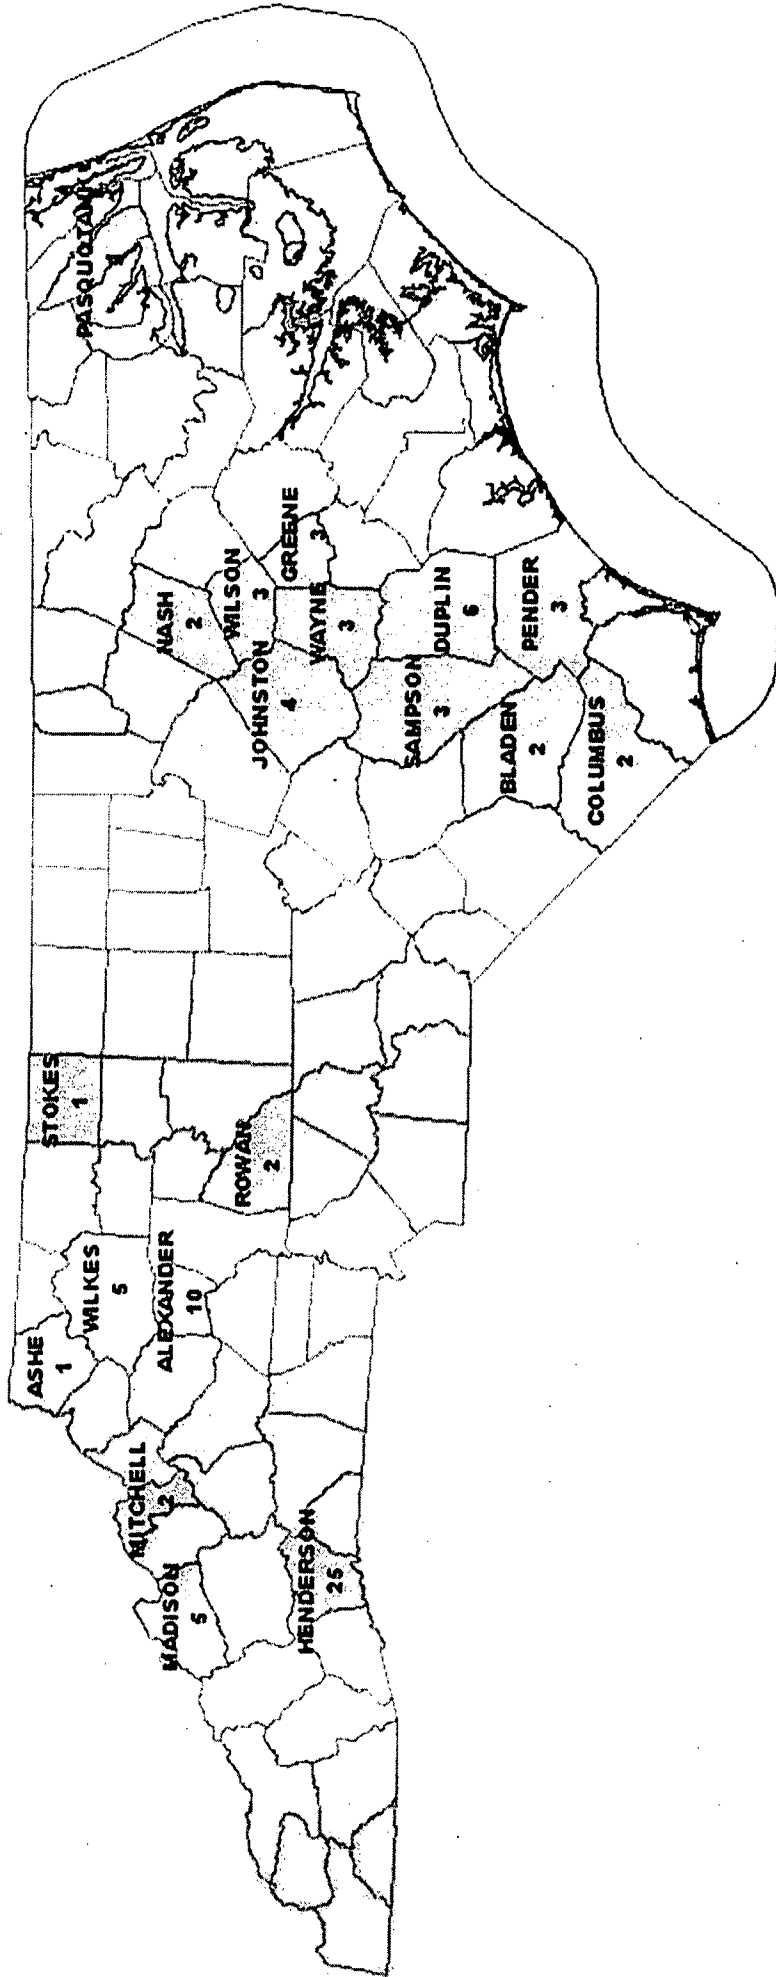 ASHE
1
WILKES
5
ALEXANDER
10
STOKES
1
ROWAN
2
MITCHELL
2
MADISON
5
HENDERSON
25
PASQUOTANK
NASH
2
WILSON
3
GREENE
3
JOHNSTON
4
WAYNE
3
SAMPSON
3
DUPLIN
6
BLADEN
2
PENDER
3
COLUMBUS
2